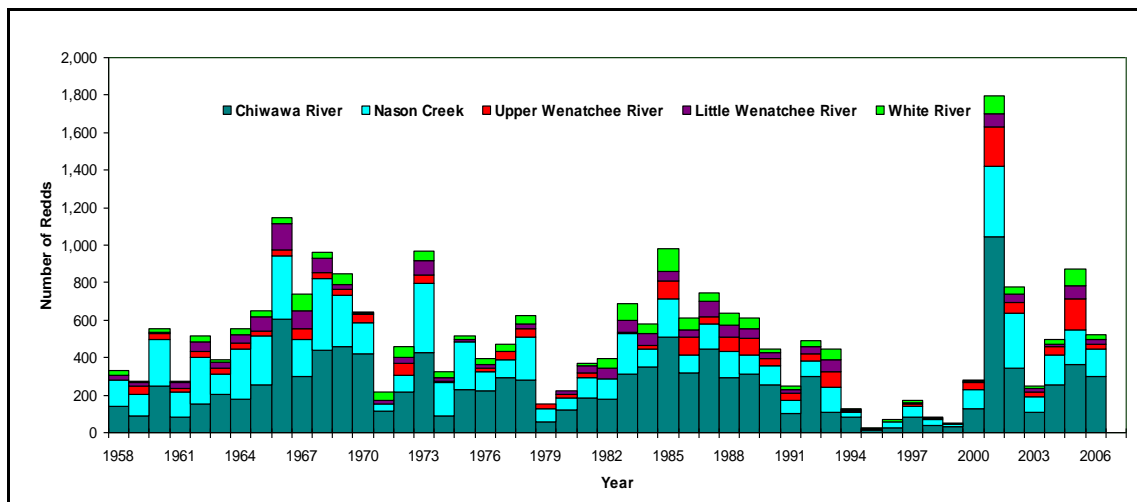 2,000
1,800
1,600
1,400
1,200
1,000
800
600
400
200
0
Number of Redds
Chiwawa River Nason Creek Upper Wenatchee River Little Wenatchee River White River
1958 1961 1964 1967 1970 1973 1976 1979 1982 1985 1988 1991 1994 1997 2000 2003 2006
Year